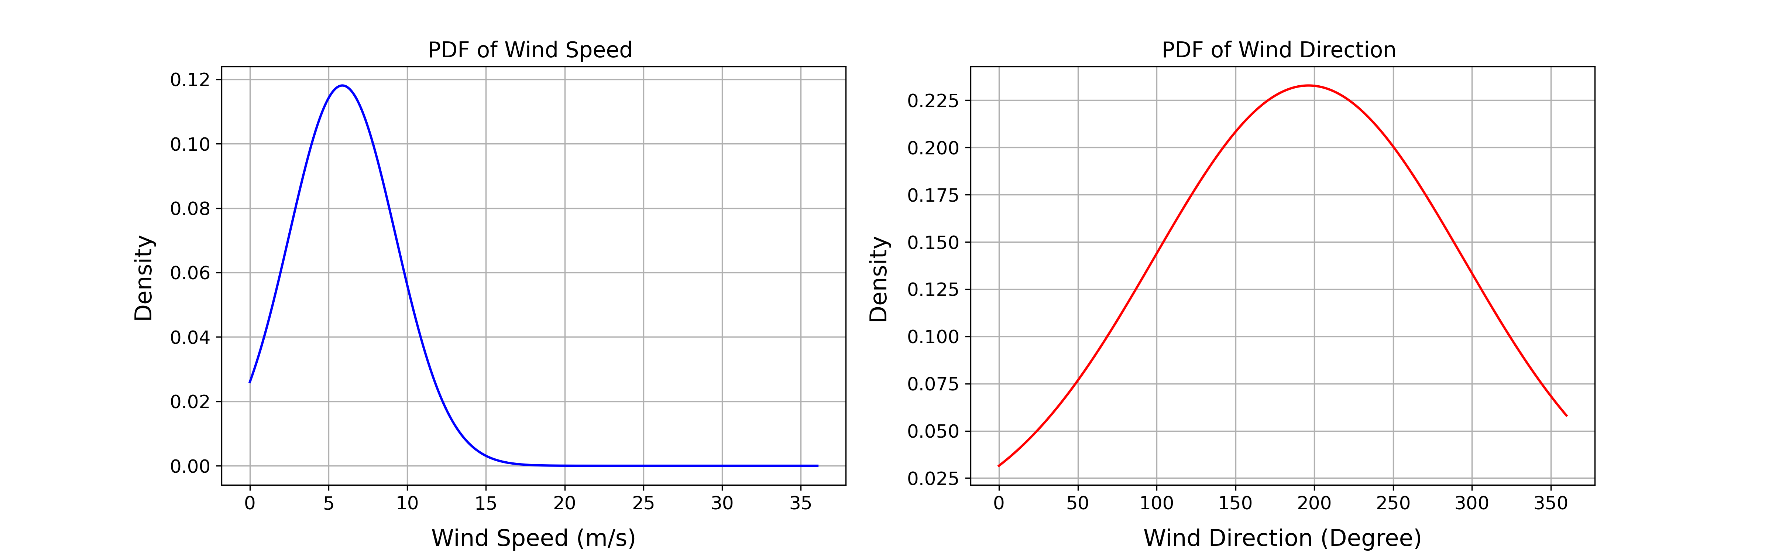 PDF of Wind Speed
0.12
0.10
0.08
0.06
0.04
0.02
0.00
Density
0 5 10 15 20 25 30 35
Wind Speed (m/s)
PDF of Wind Direction
0.225
0.200
0.175
0.150
0.125
0.100
0.075
0.050
0.025
Density
0 50 100 150 200 250 300 350
Wind Direction (Degree)